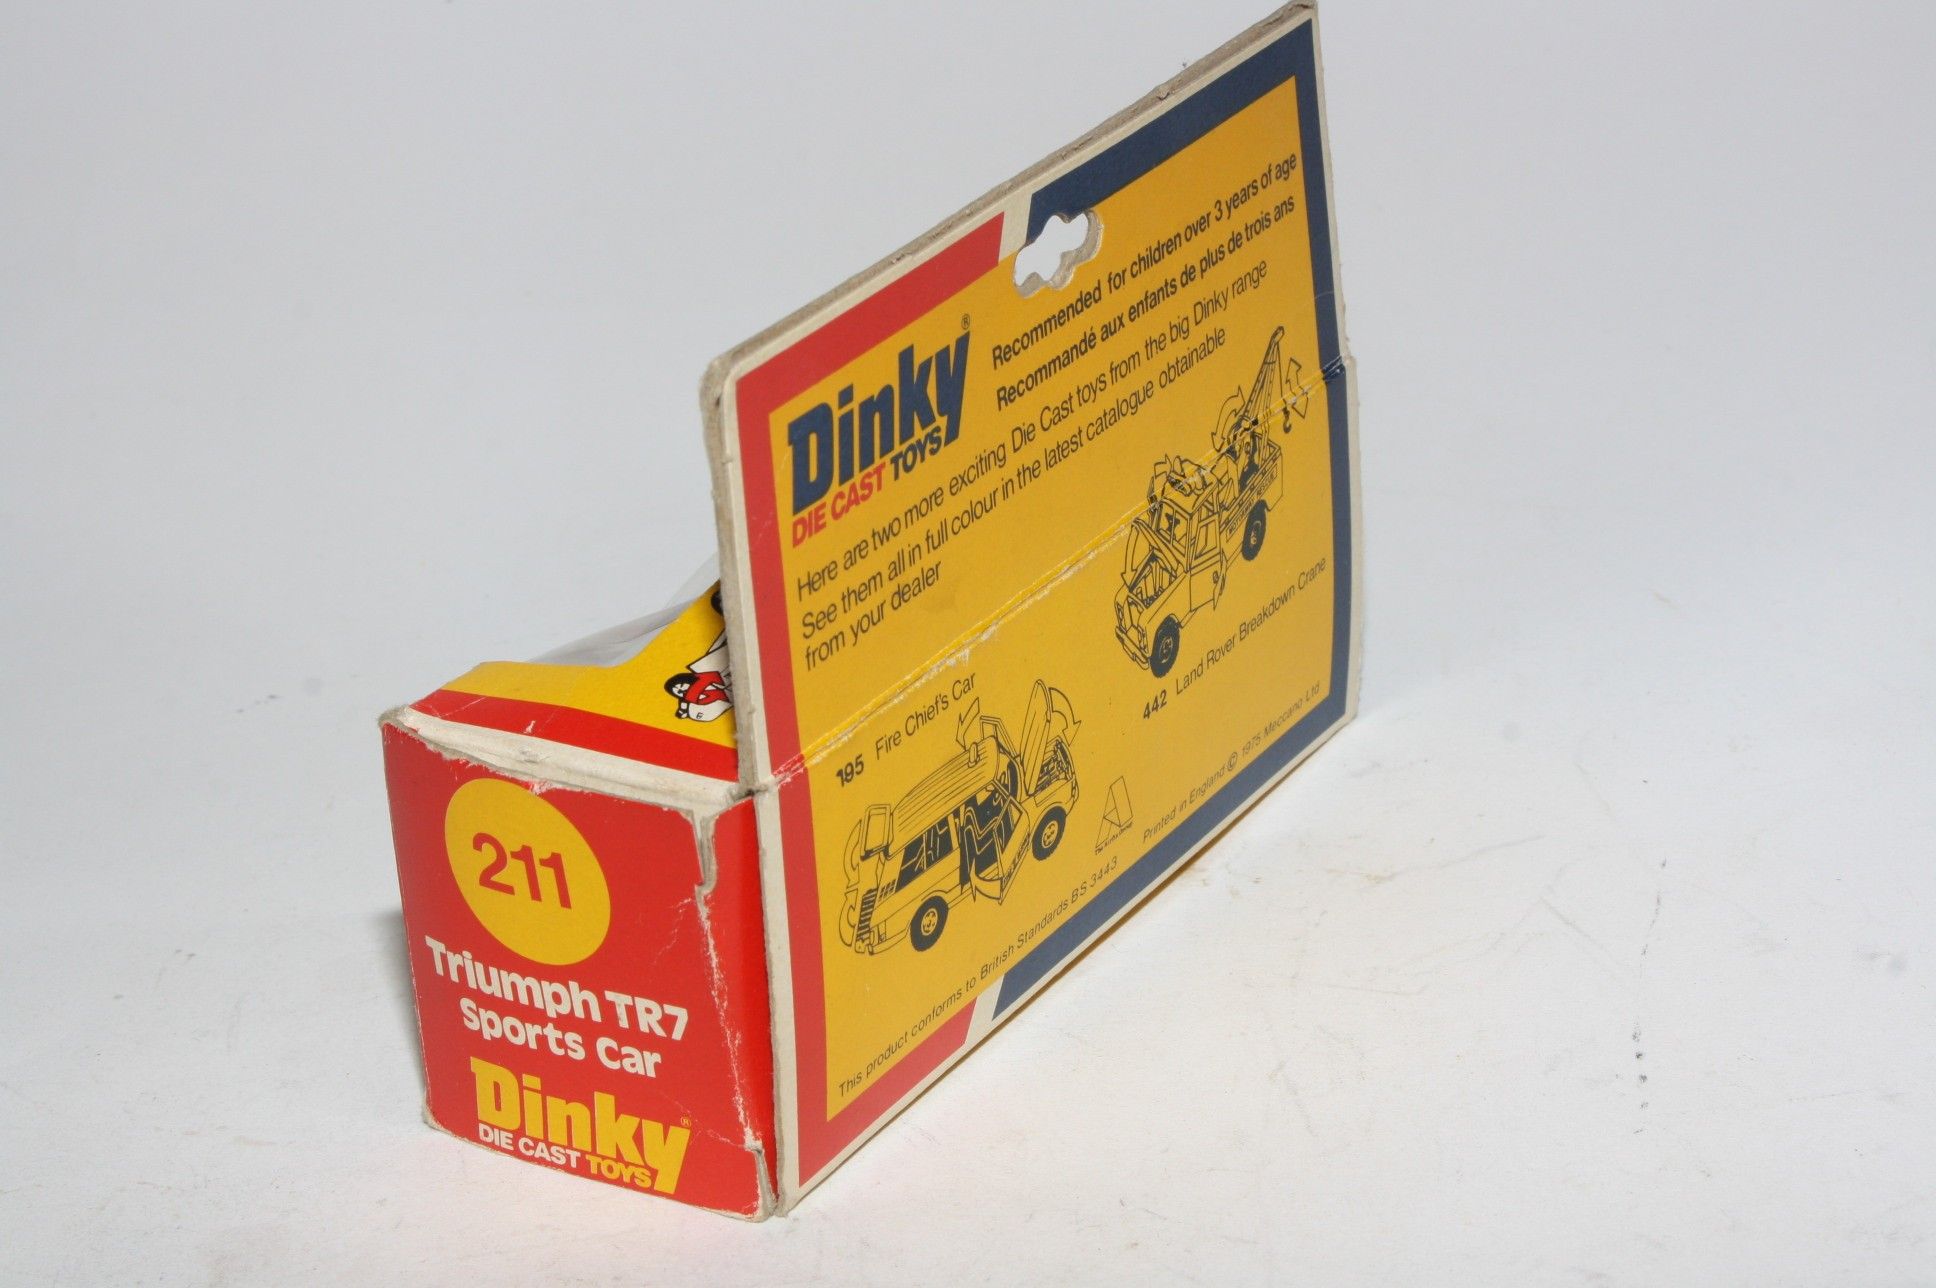 Dinky®
DIE CAST TOYS
Recommended for children over 3 years of age
Recommandé aux enfants de plus de trois ans
Here are two more exciting Die Cast toys from the big Dinky range
See them all in full colour in the latest catalogue obtainable
from your dealer
195 Fire Chief's Car
442 Land Rover Breakdown Crane
This product conforms to British Standards BS 3443
Printed in England © 1975 Meccano Ltd
211
Triumph TR7
Sports Car
Dinky®
DIE CAST TOYS